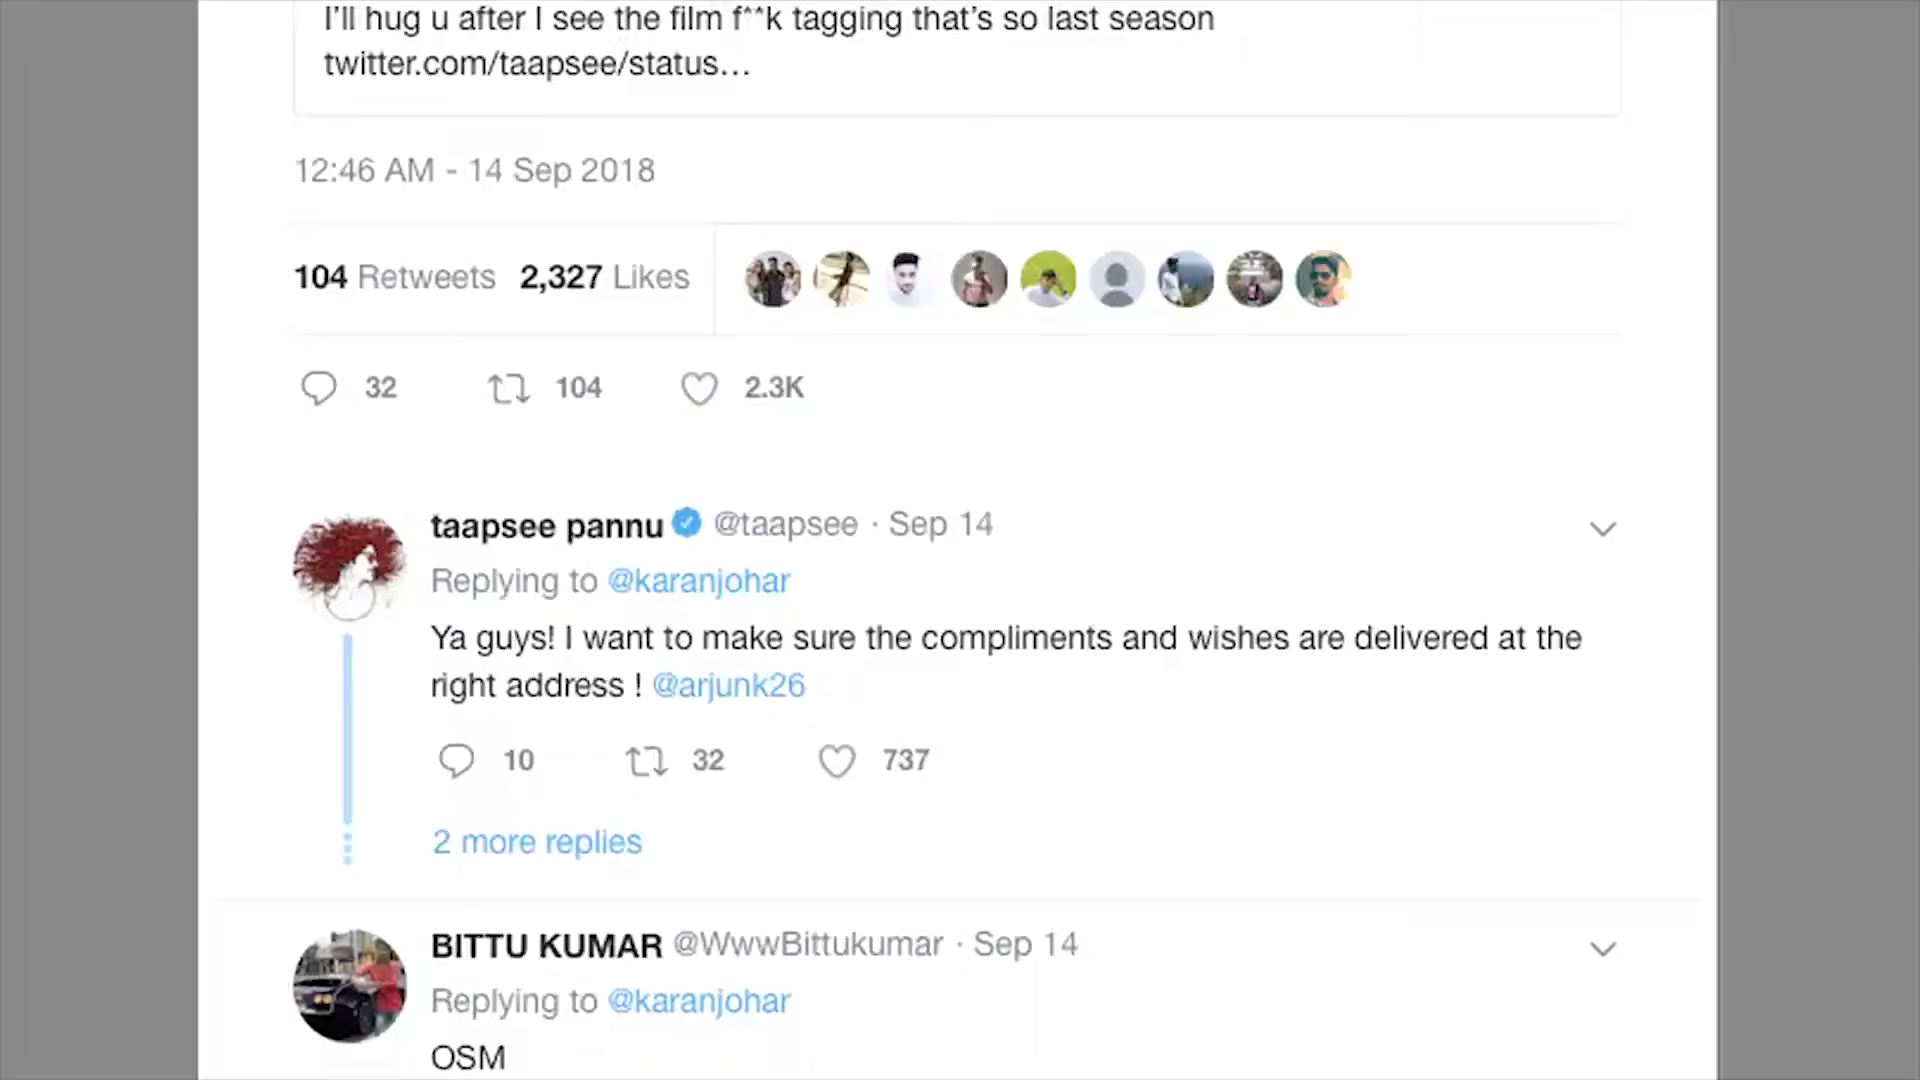 I'll hug u after I see the film f**k tagging that's so last season
twitter.com/taapsee/status...
12:46 AM - 14 Sep 2018
104 Retweets 2,327 Likes
32 104 2.3K
taapsee pannu @taapsee · Sep 14
Replying to @karanjohar
Ya guys! I want to make sure the compliments and wishes are delivered at the
right address ! @arjunk26
10 32 737
2 more replies
BITTU KUMAR @WwwBittukumar · Sep 14
Replying to @karanjohar
OSM